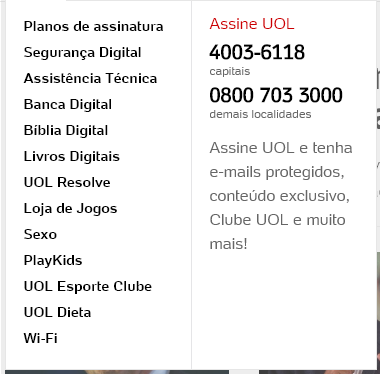 Planos de assinatura
Segurança Digital
Assistência Técnica
Banca Digital
Bíblia Digital
Livros Digitais
UOL Resolve
Loja de Jogos
Sexo
PlayKids
UOL Esporte Clube
UOL Dieta
Wi-Fi
Assine UOL
4003-6118
capitais
0800 703 3000
demais localidades
Assine UOL e tenha
e-mails protegidos,
conteúdo exclusivo,
Clube UOL e muito
mais!